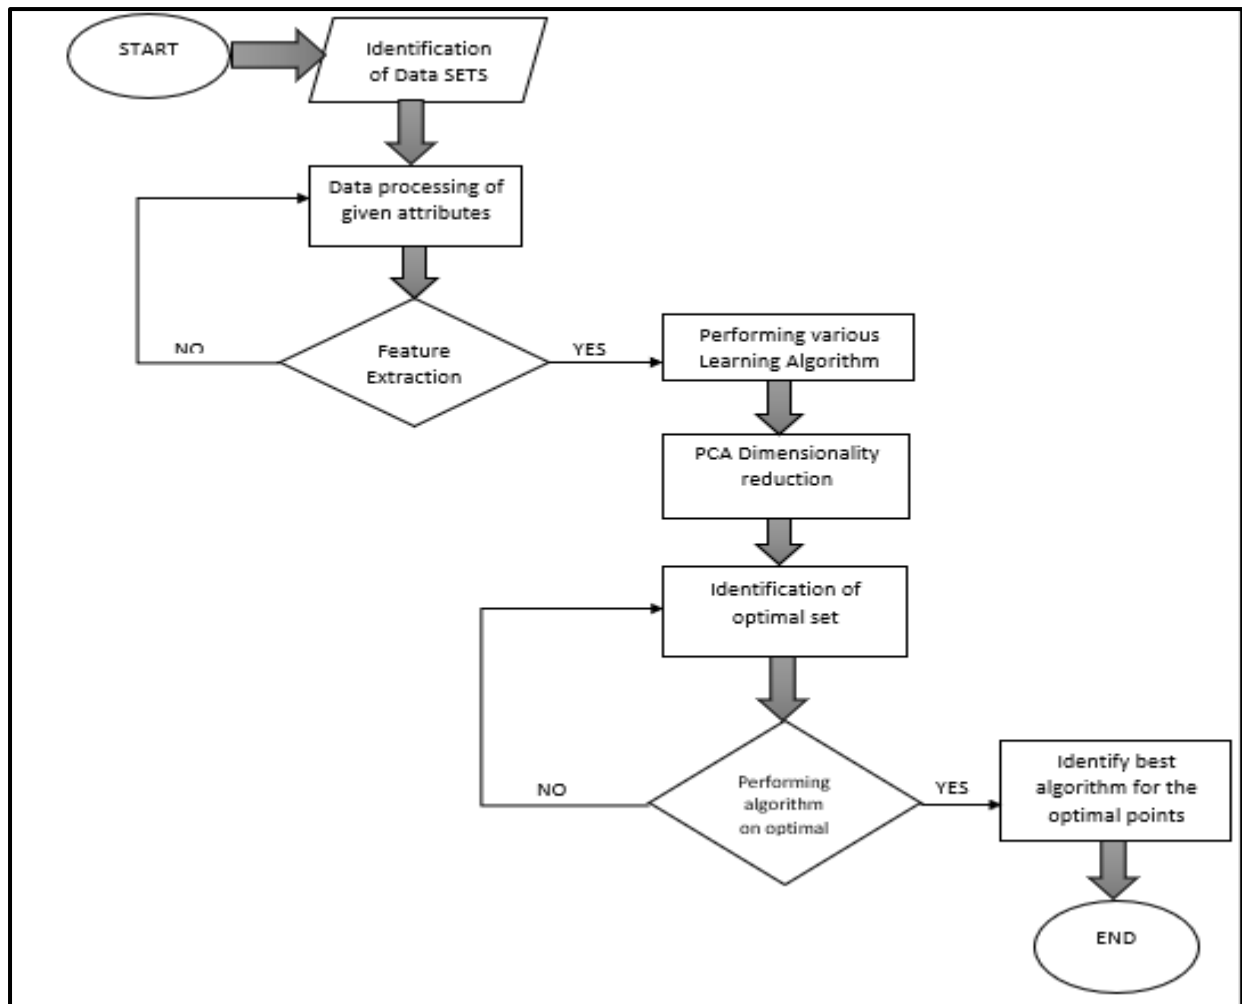 START
Identification
of Data SETS
Data processing of
given attributes
NO
Feature
Extraction
YES
Performing various
Learning Algorithm
PCA Dimensionality
reduction
Identification of
optimal set
NO
Performing
algorithm
on optimal
YES
Identify best
algorithm for the
optimal points
END